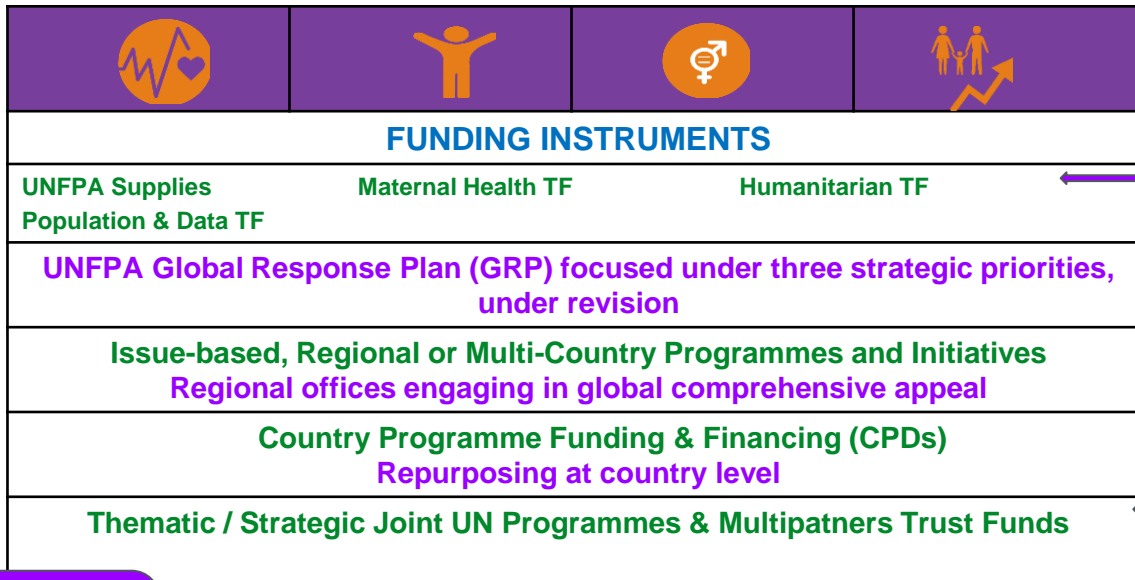 FUNDING INSTRUMENTS
UNFPA Supplies Maternal Health TF Humanitarian TF
Population & Data TF
UNFPA Global Response Plan (GRP) focused under three strategic priorities,
under revision
Issue-based, Regional or Multi-Country Programmes and Initiatives
Regional offices engaging in global comprehensive appeal
Country Programme Funding & Financing (CPDs)
Repurposing at country level
Thematic / Strategic Joint UN Programmes & Multipatners Trust Funds